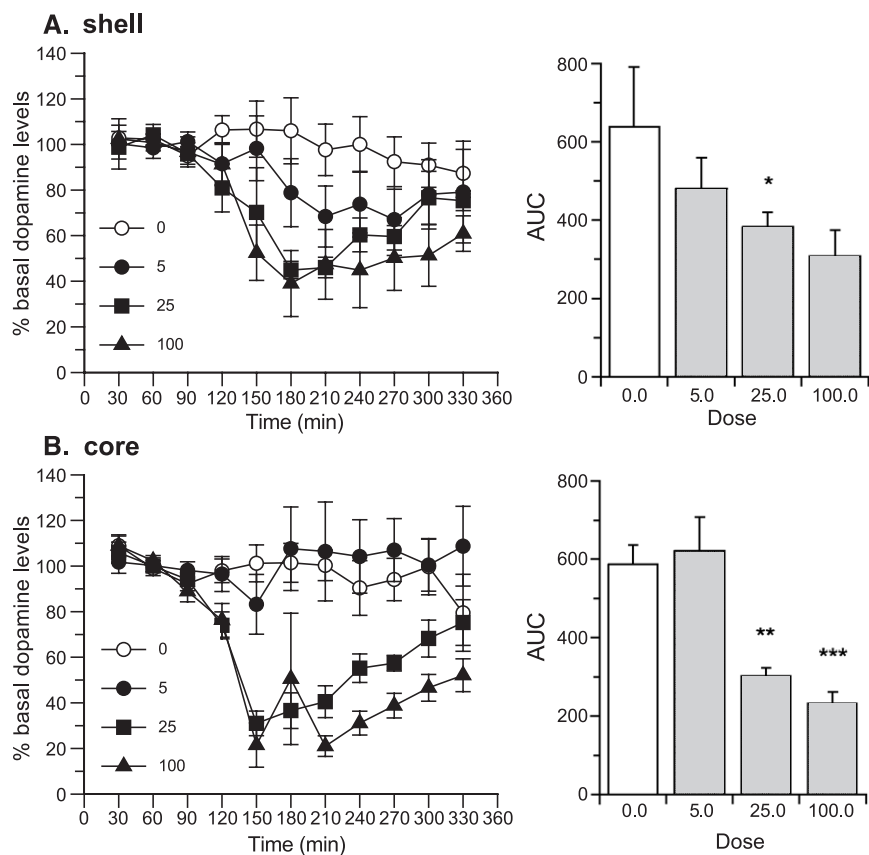 A. shell
140
120
100
80
60
40
20
0
% basal dopamine levels
0
5
25
100
0 30 60 90 120 150 180 210 240 270 300 330 360
Time (min)
800
600
400
200
0
AUC
*
0.0 5.0 25.0 100.0
Dose
B. core
140
120
100
80
60
40
20
0
% basal dopamine levels
0
5
25
100
0 30 60 90 120 150 180 210 240 270 300 330 360
Time (min)
800
600
400
200
0
AUC
**
***
0.0 5.0 25.0 100.0
Dose